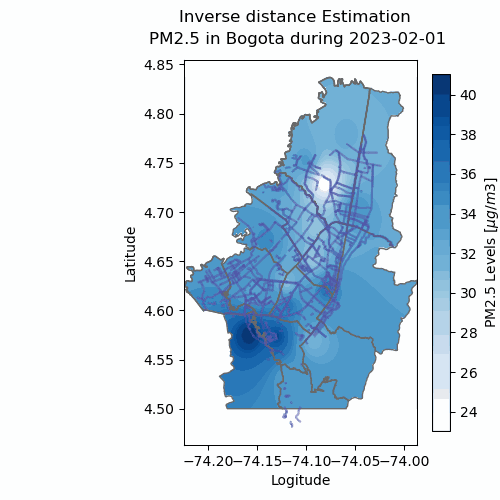 Inverse distance Estimation
PM2.5 in Bogota during 2023-02-01
4.85
4.80
4.75
4.70
4.65
4.60
4.55
4.50
Latitude
−74.20 −74.15 −74.10 −74.05 −74.00
Logitude
40
38
36
34
32
30
28
26
24
PM2.5 Levels [μg/m3]